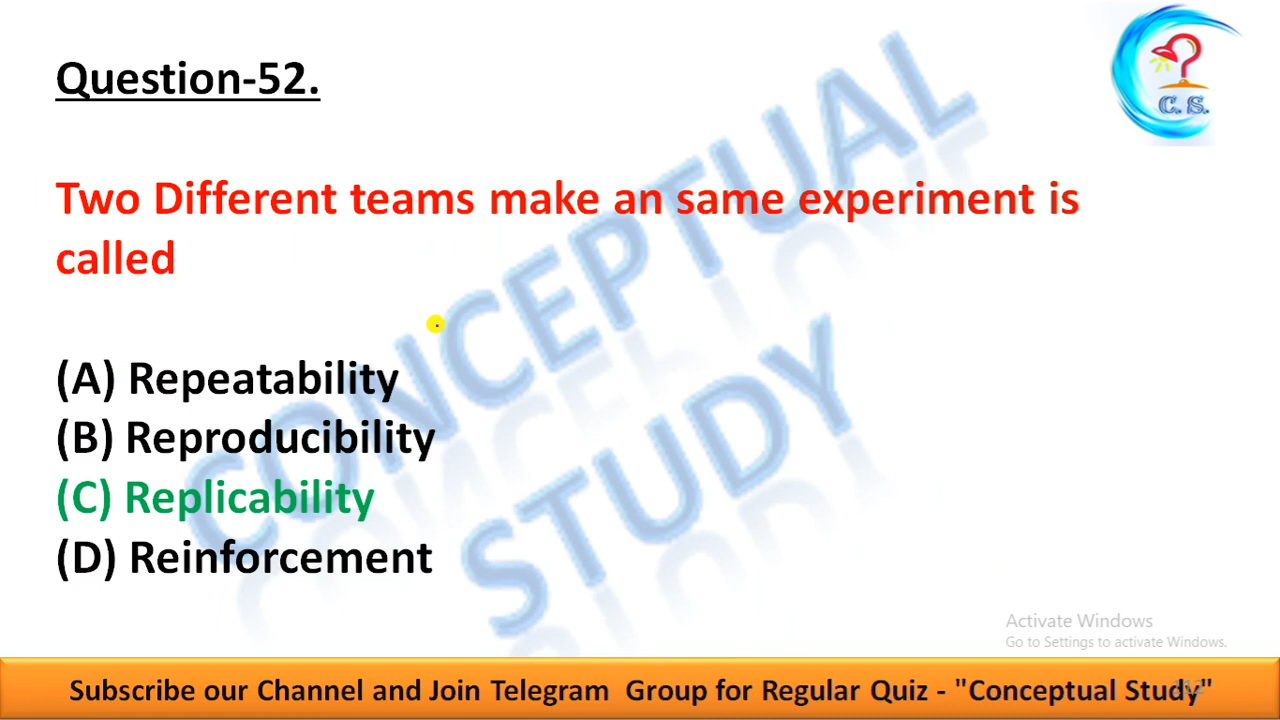 Question-52.
C. S.
Two Different teams make an same experiment is
called
(A) Repeatability
(B) Reproducibility
(C) Replicability
(D) Reinforcement
CONCEPTUAL
STUDY
Activate Windows
Go to Settings to activate Windows.
Subscribe our Channel and Join Telegram Group for Regular Quiz - "Conceptual Study"